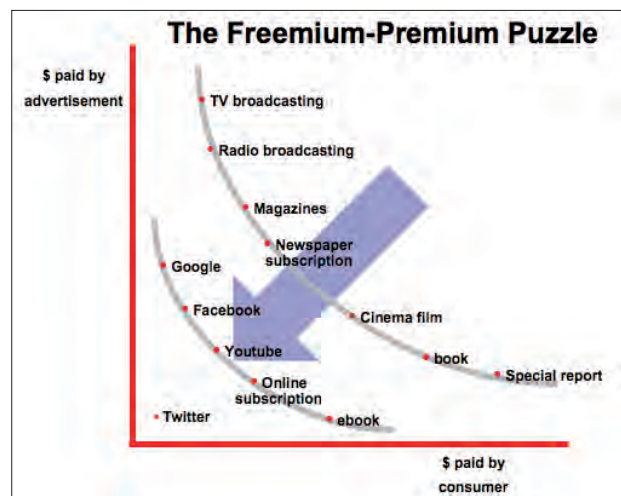 The Freemium-Premium Puzzle
$ paid by
advertisement
TV broadcasting
Radio broadcasting
Magazines
Newspaper
subscription
Google
Facebook
Cinema film
Youtube
book
Special report
Online
subscription
Twitter
ebook
$ paid by
consumer